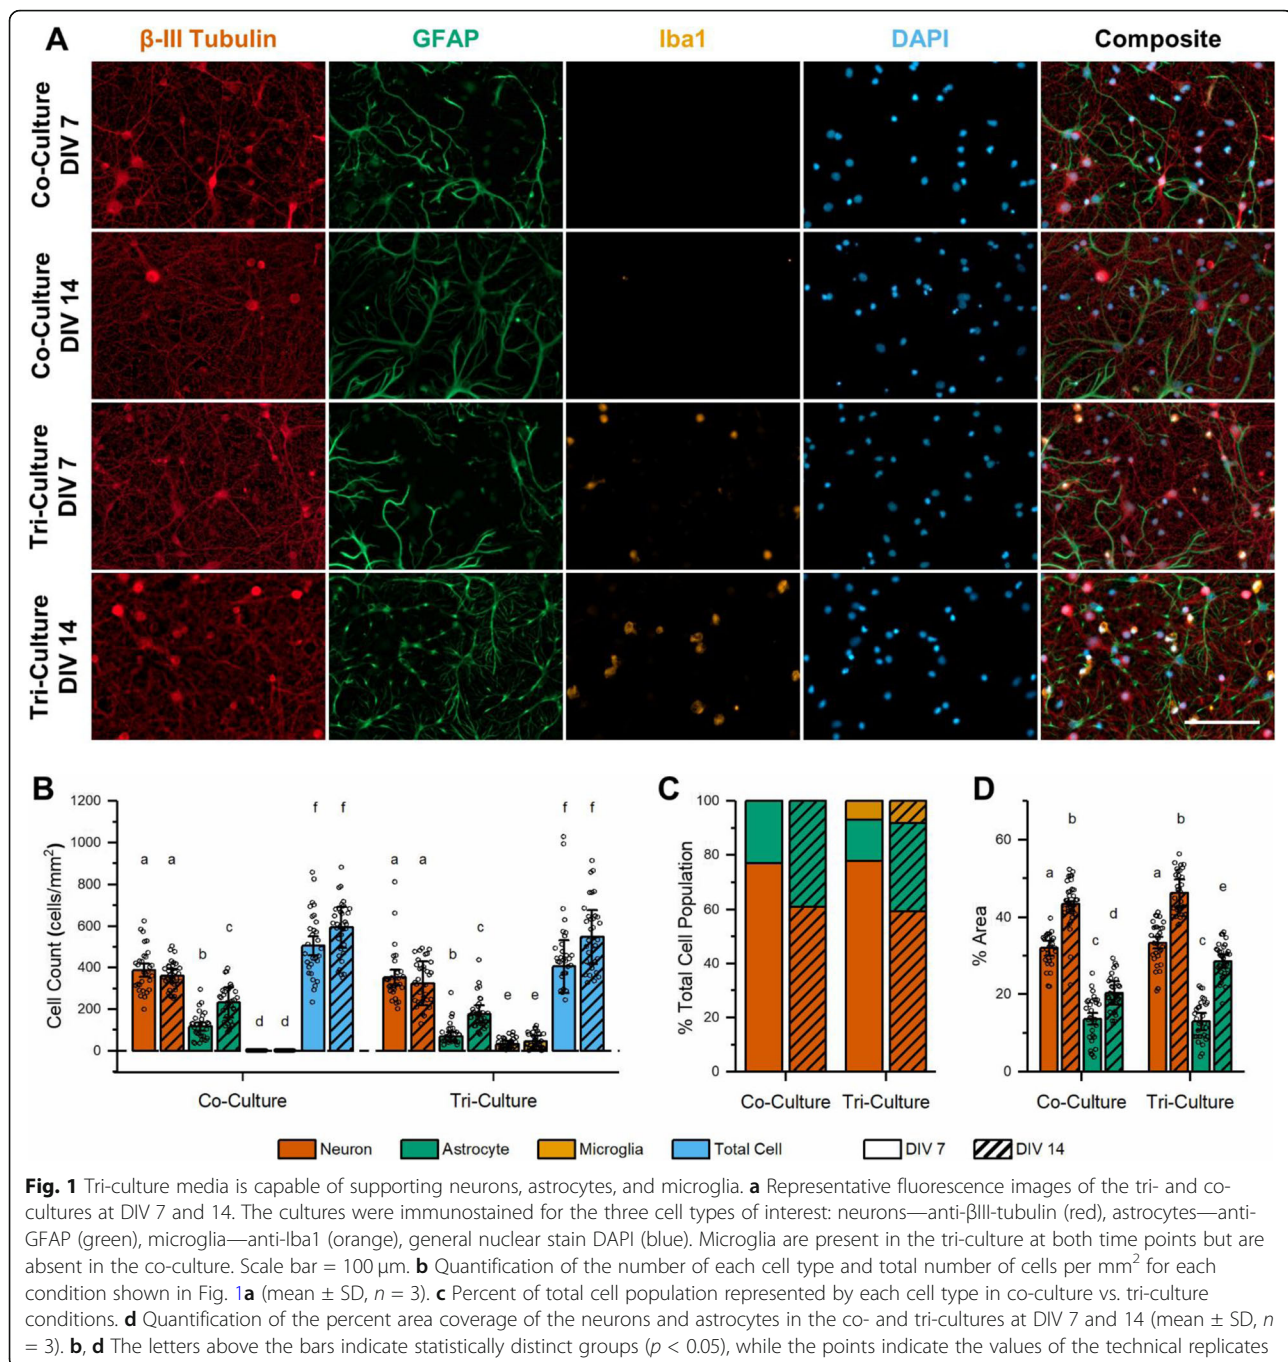 A
β-III Tubulin GFAP Iba1 DAPI Composite
Co-Culture
DIV 7
Co-Culture
DIV 14
Tri-Culture
DIV 7
Tri-Culture
DIV 14
B
Cell Count (cells/mm²)
1200
1000
800
600
400
200
0
a a b c d d f f a a b c e e f f
Co-Culture Tri-Culture
C
% Total Cell Population
100
80
60
40
20
0
Co-Culture Tri-Culture
D
% Area
60
40
20
0
a b c d a b c e
Co-Culture Tri-Culture
Neuron Astrocyte Microglia Total Cell DIV 7 DIV 14
Fig. 1 Tri-culture media is capable of supporting neurons, astrocytes, and microglia. a Representative fluorescence images of the tri- and co-
cultures at DIV 7 and 14. The cultures were immunostained for the three cell types of interest: neurons—anti-βIII-tubulin (red), astrocytes—anti-
GFAP (green), microglia—anti-Iba1 (orange), general nuclear stain DAPI (blue). Microglia are present in the tri-culture at both time points but are
absent in the co-culture. Scale bar = 100 μm. b Quantification of the number of each cell type and total number of cells per mm² for each
condition shown in Fig. 1a (mean ± SD, n = 3). c Percent of total cell population represented by each cell type in co-culture vs. tri-culture
conditions. d Quantification of the percent area coverage of the neurons and astrocytes in the co- and tri-cultures at DIV 7 and 14 (mean ± SD, n
= 3). b, d The letters above the bars indicate statistically distinct groups (p < 0.05), while the points indicate the values of the technical replicates